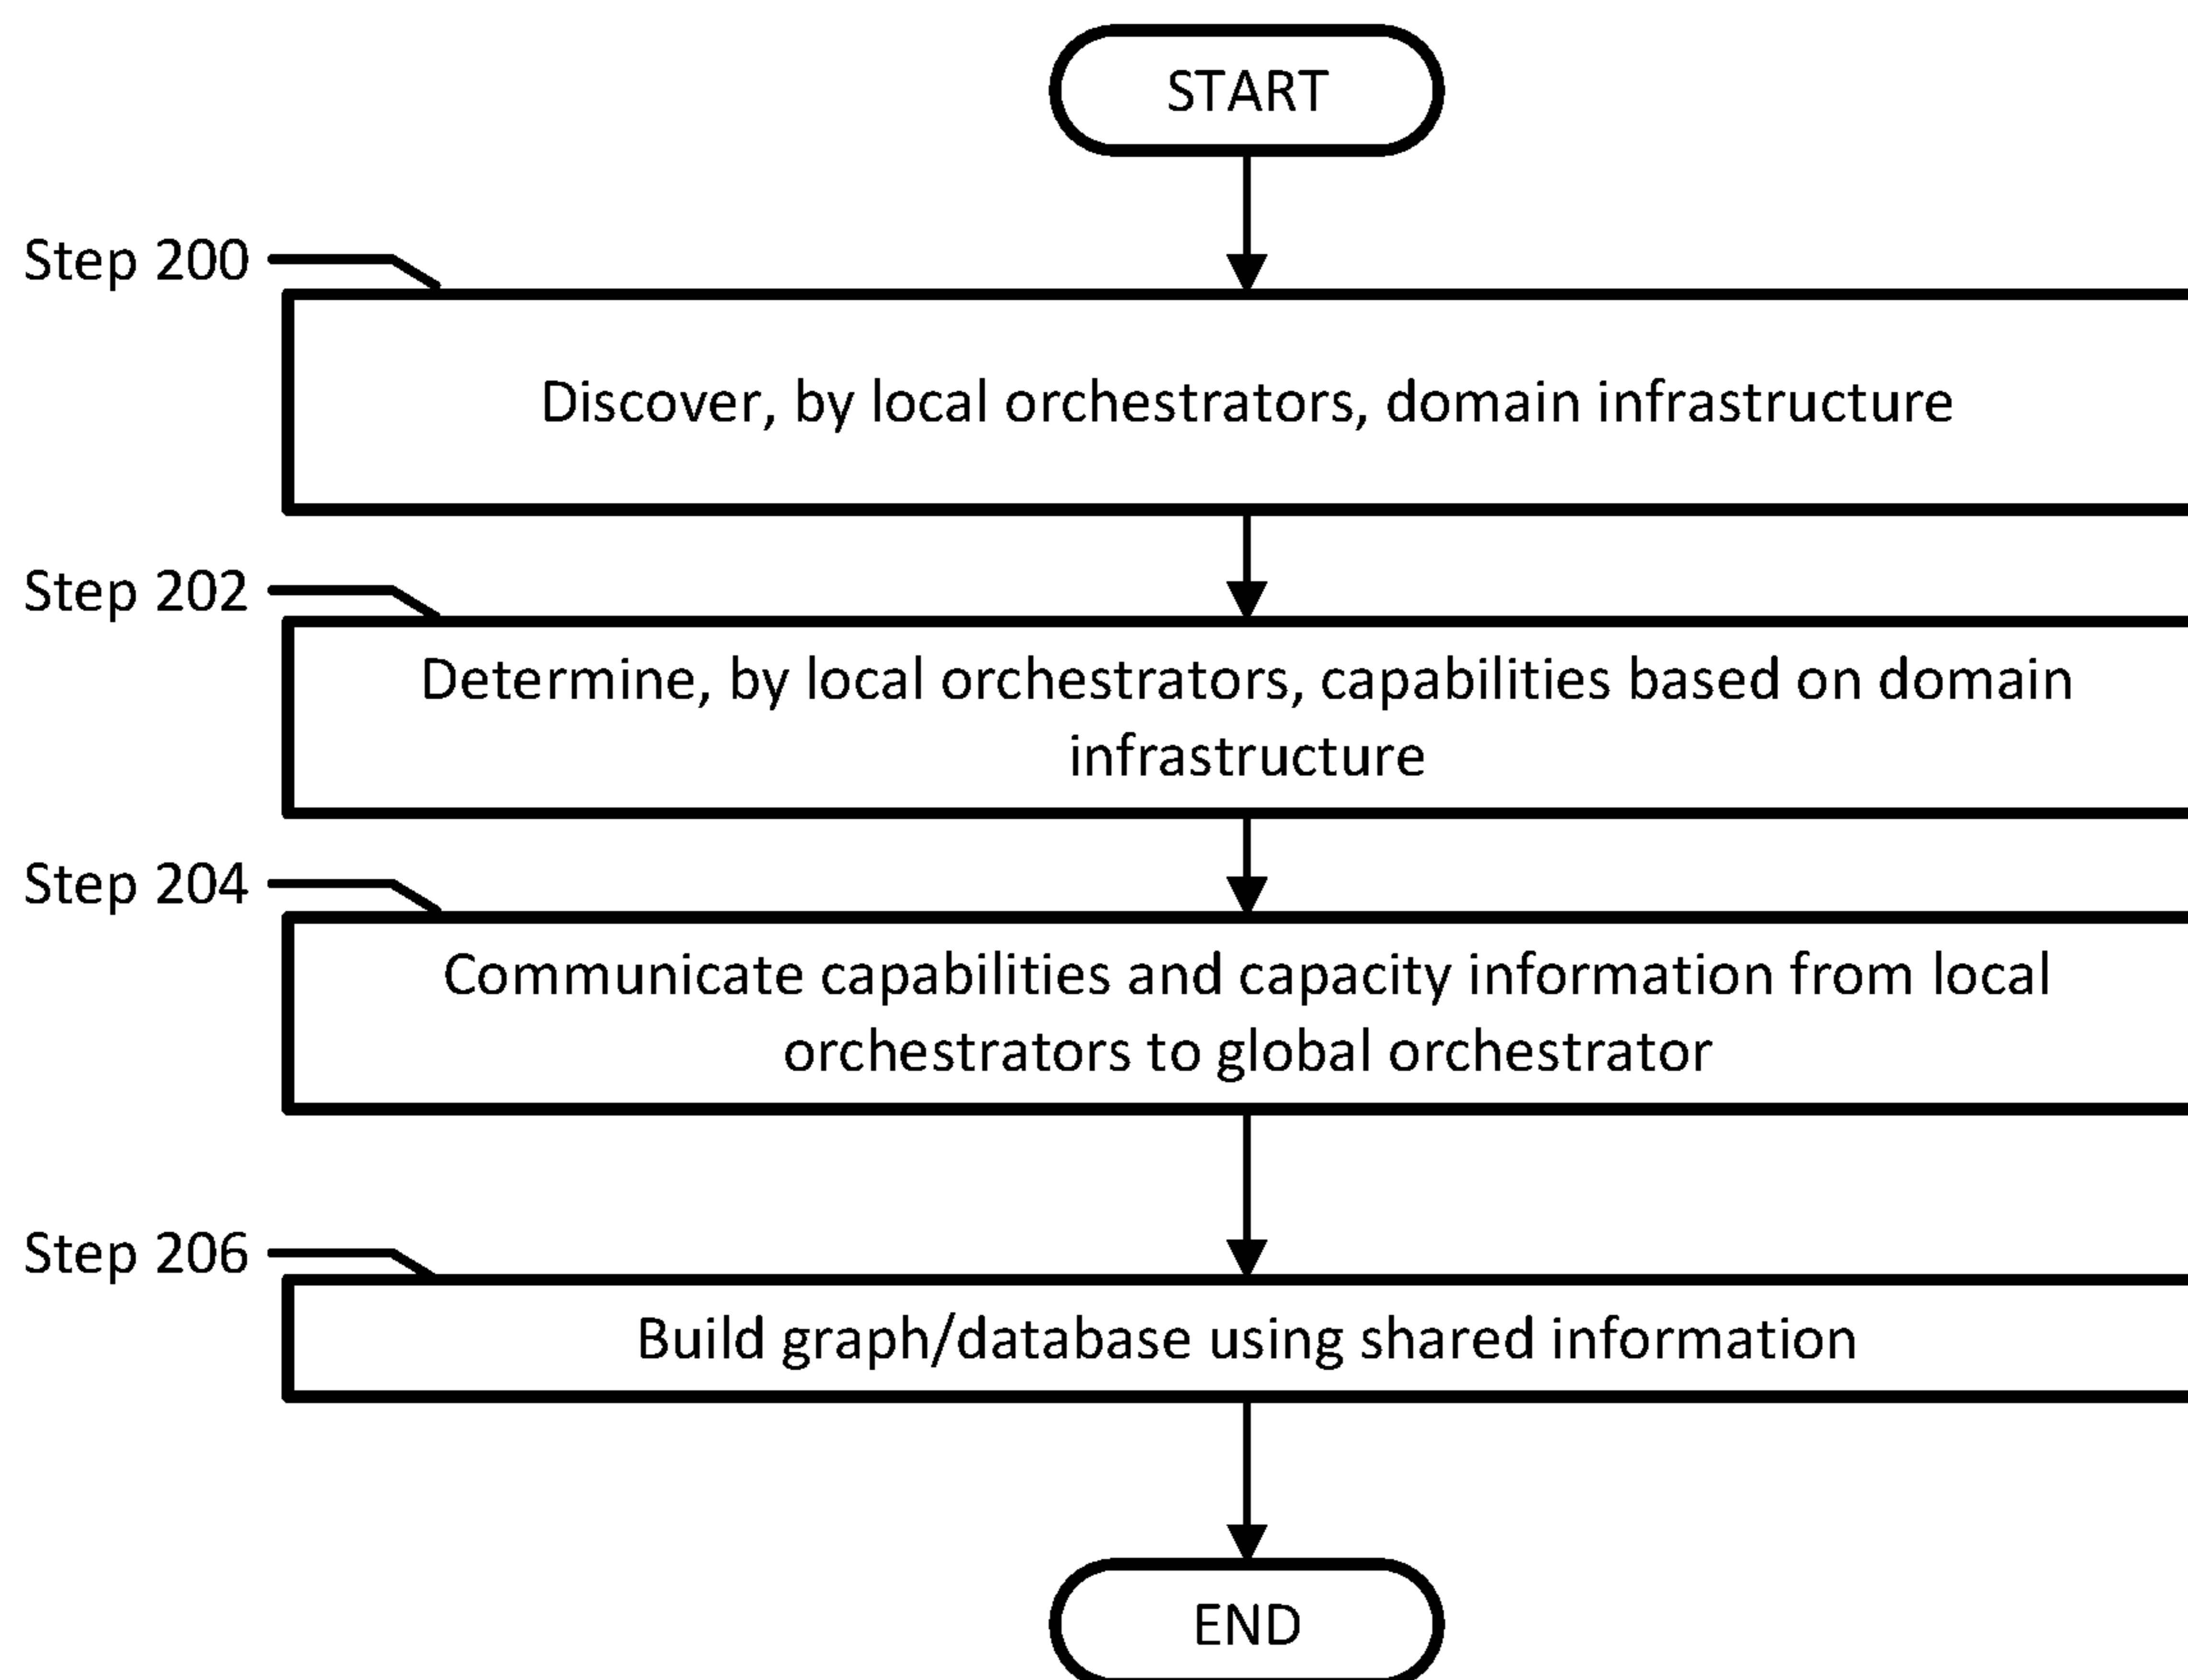 START
Step 200
Discover, by local orchestrators, domain infrastructure
Step 202
Determine, by local orchestrators, capabilities based on domain
infrastructure
Step 204
Communicate capabilities and capacity information from local
orchestrators to global orchestrator
Step 206
Build graph/database using shared information
END